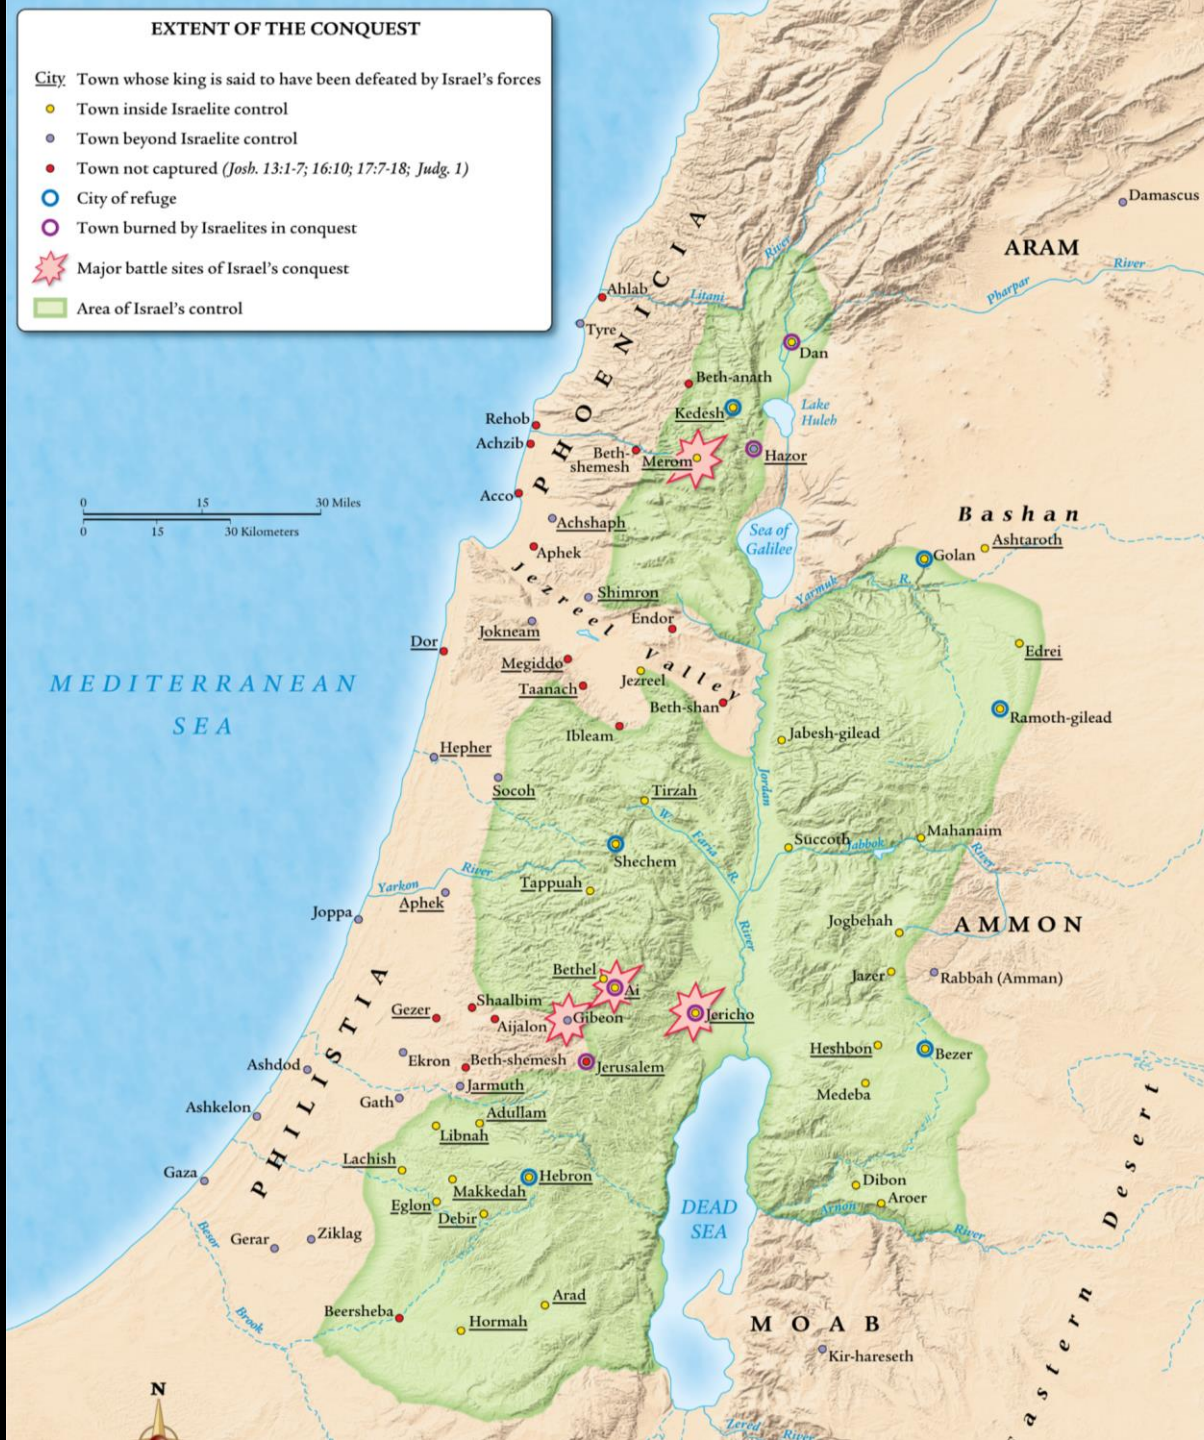 EXTENT OF THE CONQUEST
City Town whose king is said to have been defeated by Israel's forces
Town inside Israelite control
Town beyond Israelite control
Town not captured (Josh. 13:1-7; 16:10; 17:7-18; Judg. 1)
City of refuge
Town burned by Israelites in conquest
Major battle sites of Israel's conquest
Area of Israel's control
Damascus
ARAM
River
Pharpar
River
Litani
Ahlab
Tyre
PHOENICIA
Dan
Beth-anath
Kedesh
Lake
Huleh
Rehob
Achzib
Beth-
shemesh
Merom
Hazor
Acco
0 15 30 Miles
0 15 30 Kilometers
Achshaph
Aphek
Sea of
Galilee
Bashan
Ashtaroth
Golan
Yarmuk
R.
Jezreel
Valley
Shimron
Jokneam
Endor
Dor
Megiddo
Taanach
Jezreel
Beth-shan
Ibleam
Edrei
Ramoth-gilead
Jabesh-gilead
MEDITERRANEAN
SEA
Hepher
Socoh
Tirzah
Jordan
River
W. Faria R.
Shechem
Succoth
Jabbok
River
Mahanaim
Tappuah
Yarkon
River
Aphek
Joppa
Jogbehah
AMMON
Jazer
Rabbah (Amman)
Bethel
Ai
Shaalbim
Gezer
Aijalon
Gibeon
Jericho
Heshbon
Bezer
Ekron
Beth-shemesh
Jerusalem
Ashdod
Jarmuth
Medeba
Gath
Ashkelon
Adullam
Libnah
PHILISTIA
Lachish
Gaza
Makkedah
Hebron
Eglon
Debir
DEAD
SEA
Dibon
Aroer
Arnon
River
Desert
Besor
Brook
Gerar
Ziklag
Beersheba
Arad
Hormah
MOAB
Kir-hareseth
astern
N
Zered
River